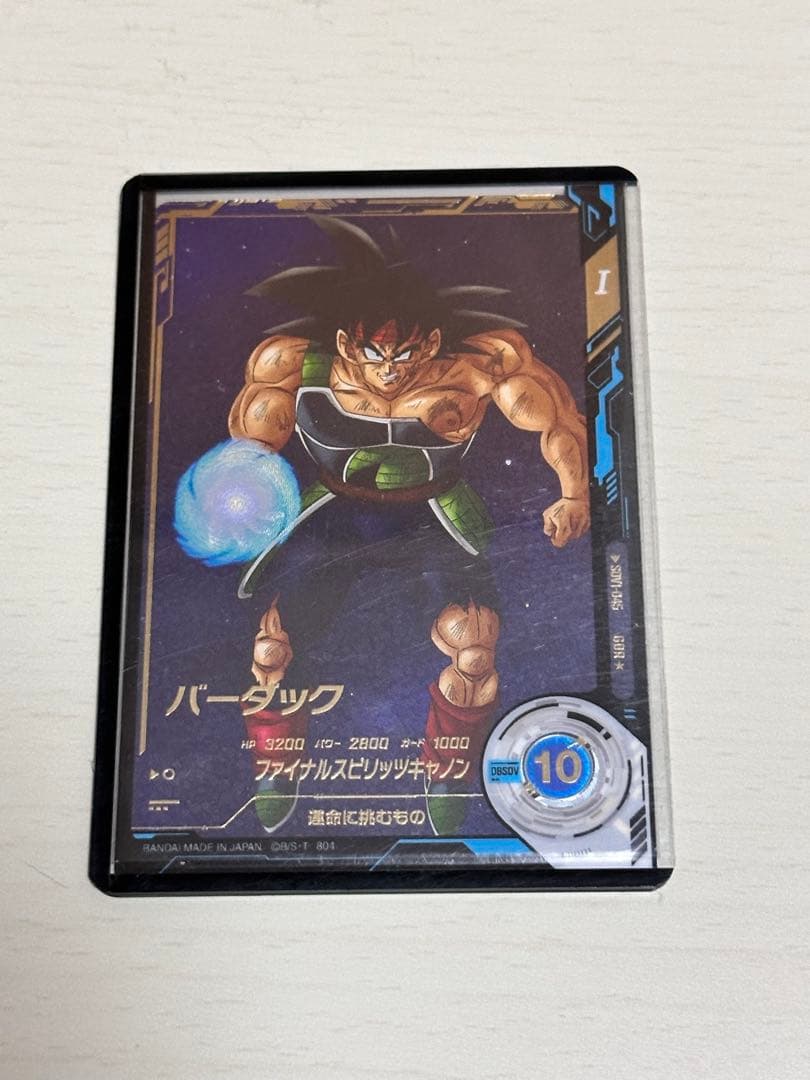 I
SDV1-045 GDR★
バーダック
HP 3200 パワー 2800 ガード 1000
ファイナルスピリッツキャノン
DBSDV
10
運命に挑むもの
BANDAI MADE IN JAPAN ©B/S・T 804